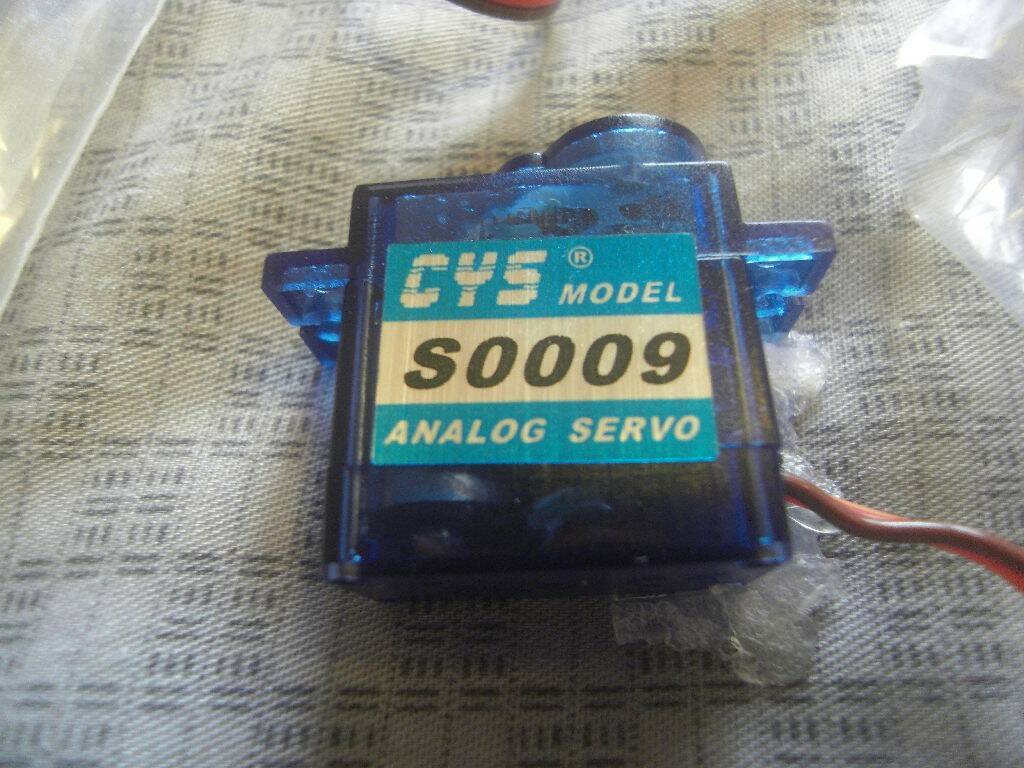 CYS ® MODEL
S0009
ANALOG SERVO